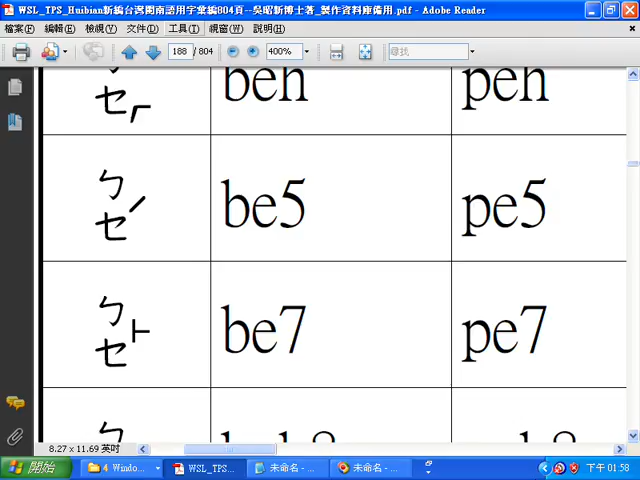 WSL_TPS_Huibian新編台灣閩南語用字彙編804頁--吳昭新博士著_製作資料庫備用.pdf - Adobe Reader
檔案(F) 編輯(E) 檢視(V) 文件(D) 工具(T) 視窗(W) 說明(H)
188 / 804 400% 尋找
beh peh
ㄅㄝˊ be5 pe5
ㄅㄝ⊦ be7 pe7
8.27 x 11.69 英吋
開始 4 Windo... WSL_TPS... 未命名 - ... 未命名 - ... 下午 01:58